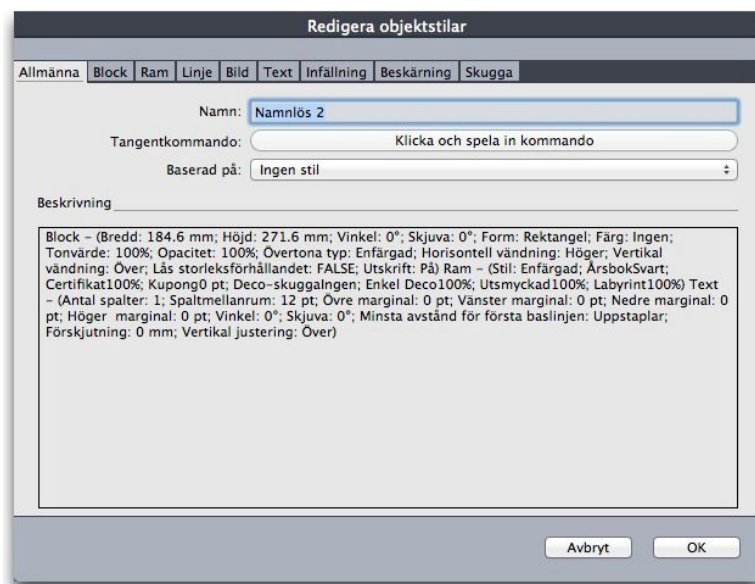 Redigera objektstilar
Allmänna Block Ram Linje Bild Text Infällning Beskärning Skugga
Namn: Namnlös 2
Tangentkommando: Klicka och spela in kommando
Baserad på: Ingen stil
Beskrivning
Block – (Bredd: 184.6 mm; Höjd: 271.6 mm; Vinkel: 0°; Skjuva: 0°; Form: Rektangel; Färg: Ingen;
Tonvärde: 100%; Opacitet: 100%; Övertona typ: Enfärgad; Horisontell vändning: Höger; Vertikal
vändning: Över; Lås storleksförhållandet: FALSE; Utskrift: På) Ram – (Stil: Enfärgad; ÅrsbokSvart;
Certifikat100%; Kupong0 pt; Deco-skuggaIngen; Enkel Deco100%; Utsmyckad100%; Labyrint100%) Text
– (Antal spalter: 1; Spaltmellanrum: 12 pt; Övre marginal: 0 pt; Vänster marginal: 0 pt; Nedre marginal: 0
pt; Höger marginal: 0 pt; Vinkel: 0°; Skjuva: 0°; Minsta avstånd för första baslinjen: Uppstaplar;
Förskjutning: 0 mm; Vertikal justering: Över)
Avbryt OK